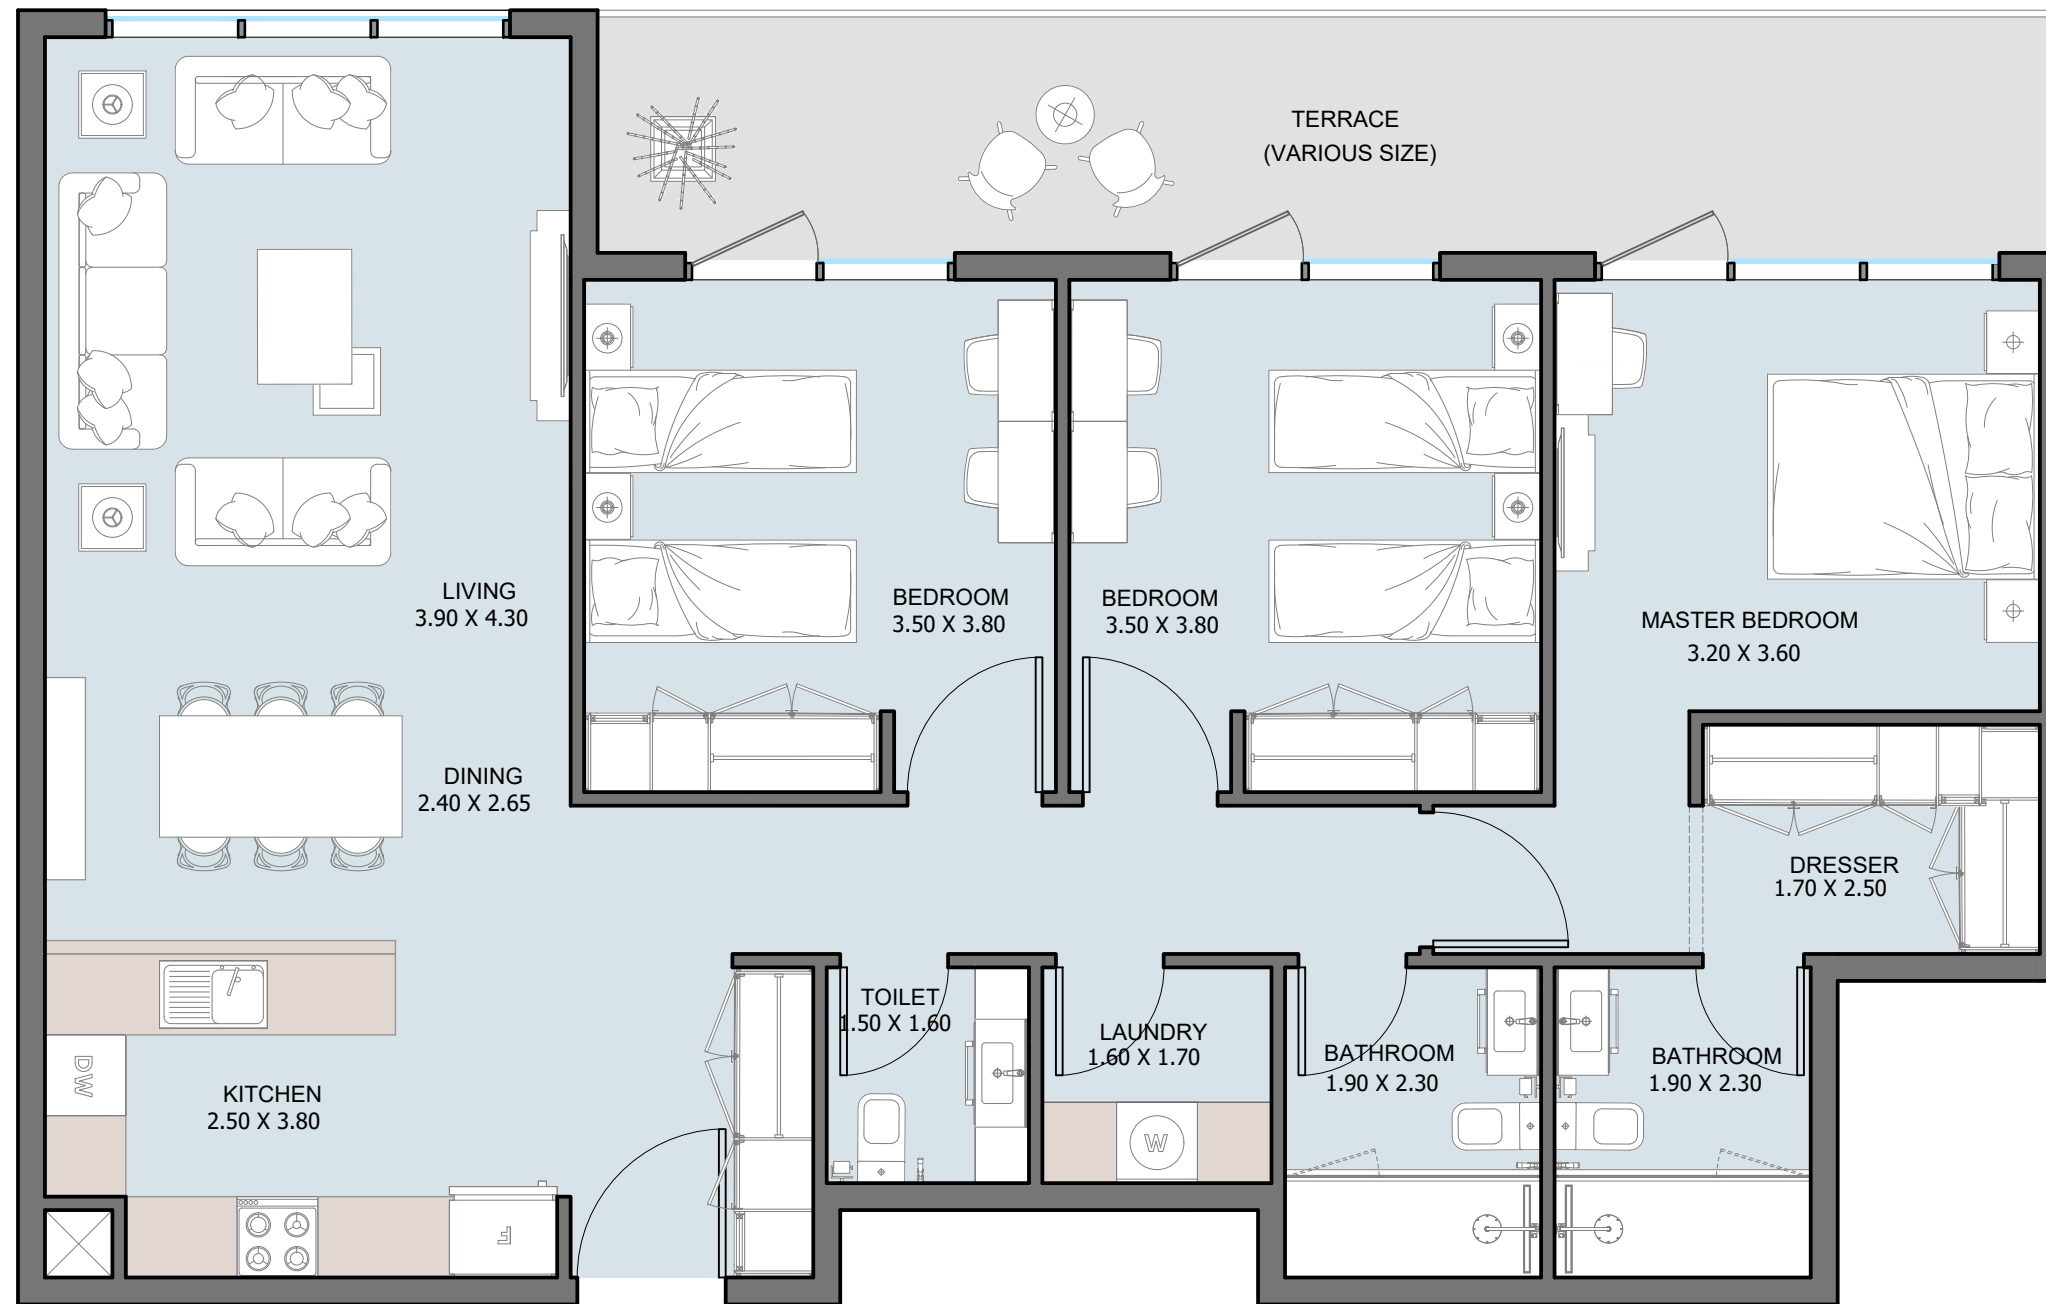 TERRACE
(VARIOUS SIZE)
LIVING
3.90 X 4.30
BEDROOM
3.50 X 3.80
BEDROOM
3.50 X 3.80
MASTER BEDROOM
3.20 X 3.60
DINING
2.40 X 2.65
DRESSER
1.70 X 2.50
TOILET
1.50 X 1.60
LAUNDRY
1.60 X 1.70
BATHROOM
1.90 X 2.30
BATHROOM
1.90 X 2.30
DW
KITCHEN
2.50 X 3.80
W
F